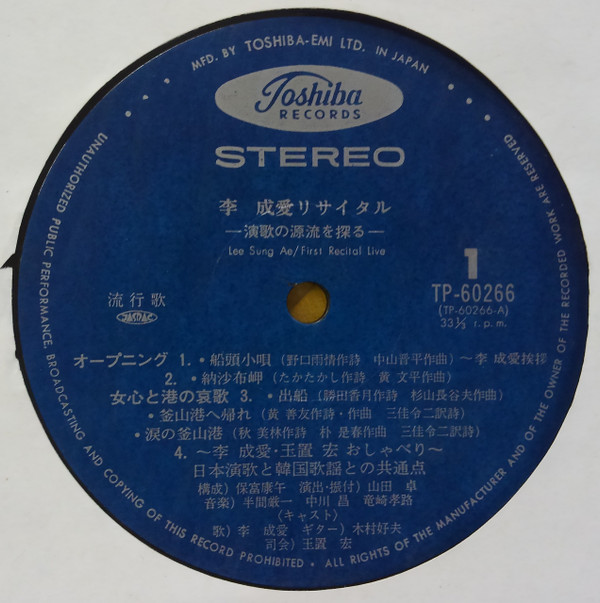 MFD. BY TOSHIBA-EMI LTD. IN JAPAN
Toshiba
RECORDS
STEREO
李 成愛リサイタル
—演歌の源流を探る—
Lee Sung Ae/First Recital Live
1
流行歌
JASRAC
TP-60266
(TP-60266-A)
33⅓ r.p.m.
オープニング 1.・船頭小唄(野口雨情作詩 中山晋平作曲)〜李 成愛挨拶
2.・納沙布岬(たかたかし作詩 黄 文平作曲)
女心と港の哀歌 3.・出船(勝田香月作詩 杉山長谷夫作曲)
・釜山港へ帰れ(黄 善友作詩・作曲 三佳令二訳詩)
・涙の釜山港(秋 美林作詩 朴 是春作曲 三佳令二訳詩)
4.〜李 成愛・玉置 宏 おしゃべり〜
日本演歌と韓国歌謡との共通点
構成)保富康午 演出・振付)山田 卓
音楽)半間厳一 中川 昌 竜崎孝路
(キャスト)
歌)李 成愛 ギター)木村好夫
司会)玉置 宏
UNAUTHORIZED PUBLIC PERFORMANCE, BROADCASTING AND COPYING OF THIS RECORD PROHIBITED • ALL RIGHTS OF THE MANUFACTURER AND OF THE OWNER OF THE RECORDED WORK ARE RESERVED